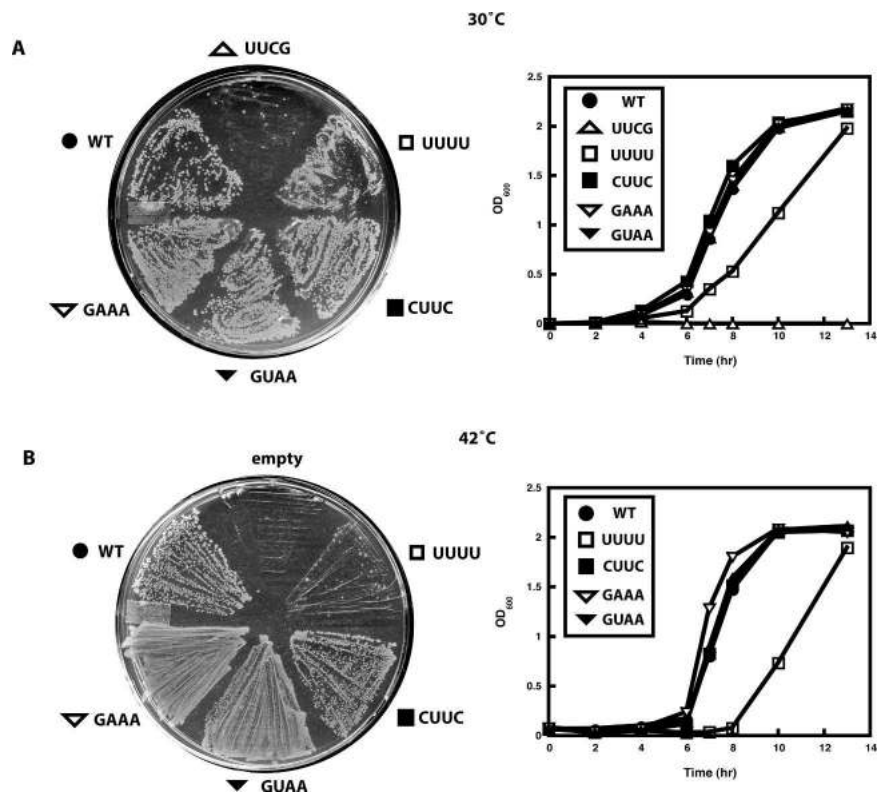 30°C
A
UUCG
WT
UUUU
GAAA
CUUC
GUAA
2.5
2
1.5
1
0.5
0
OD600
WT
UUCG
UUUU
CUUC
GAAA
GUAA
0 2 4 6 8 10 12 14
Time (hr)
42°C
B
empty
WT
UUUU
GAAA
CUUC
GUAA
2.5
2
1.5
1
0.5
0
OD600
WT
UUUU
CUUC
GAAA
GUAA
0 2 4 6 8 10 12 14
Time (hr)